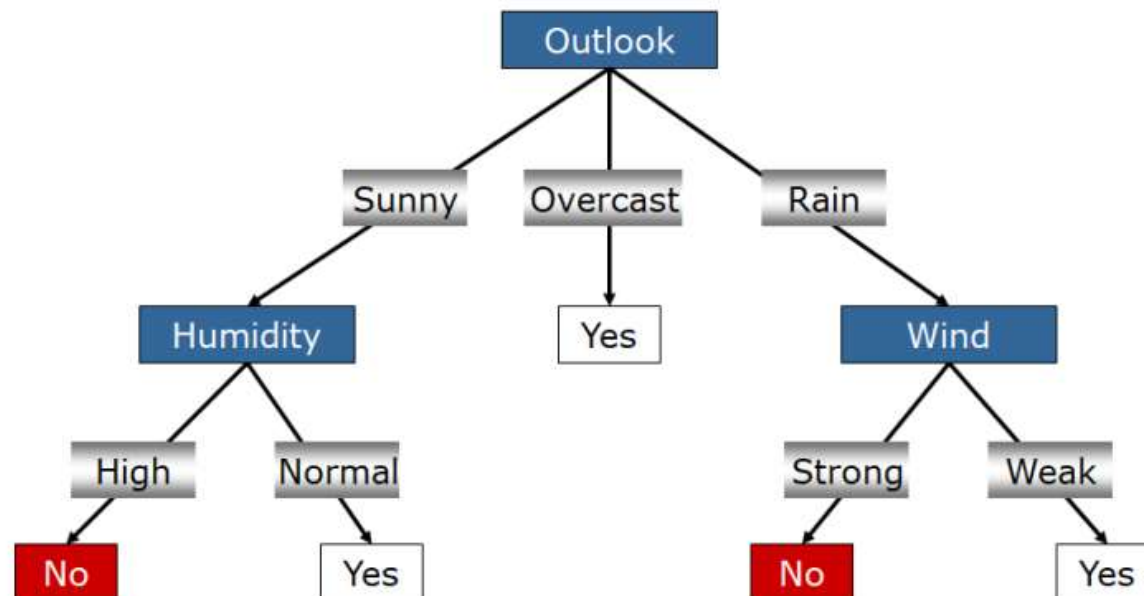 Outlook
Sunny
Overcast
Rain
Humidity
Yes
Wind
High
Normal
Strong
Weak
No
Yes
No
Yes